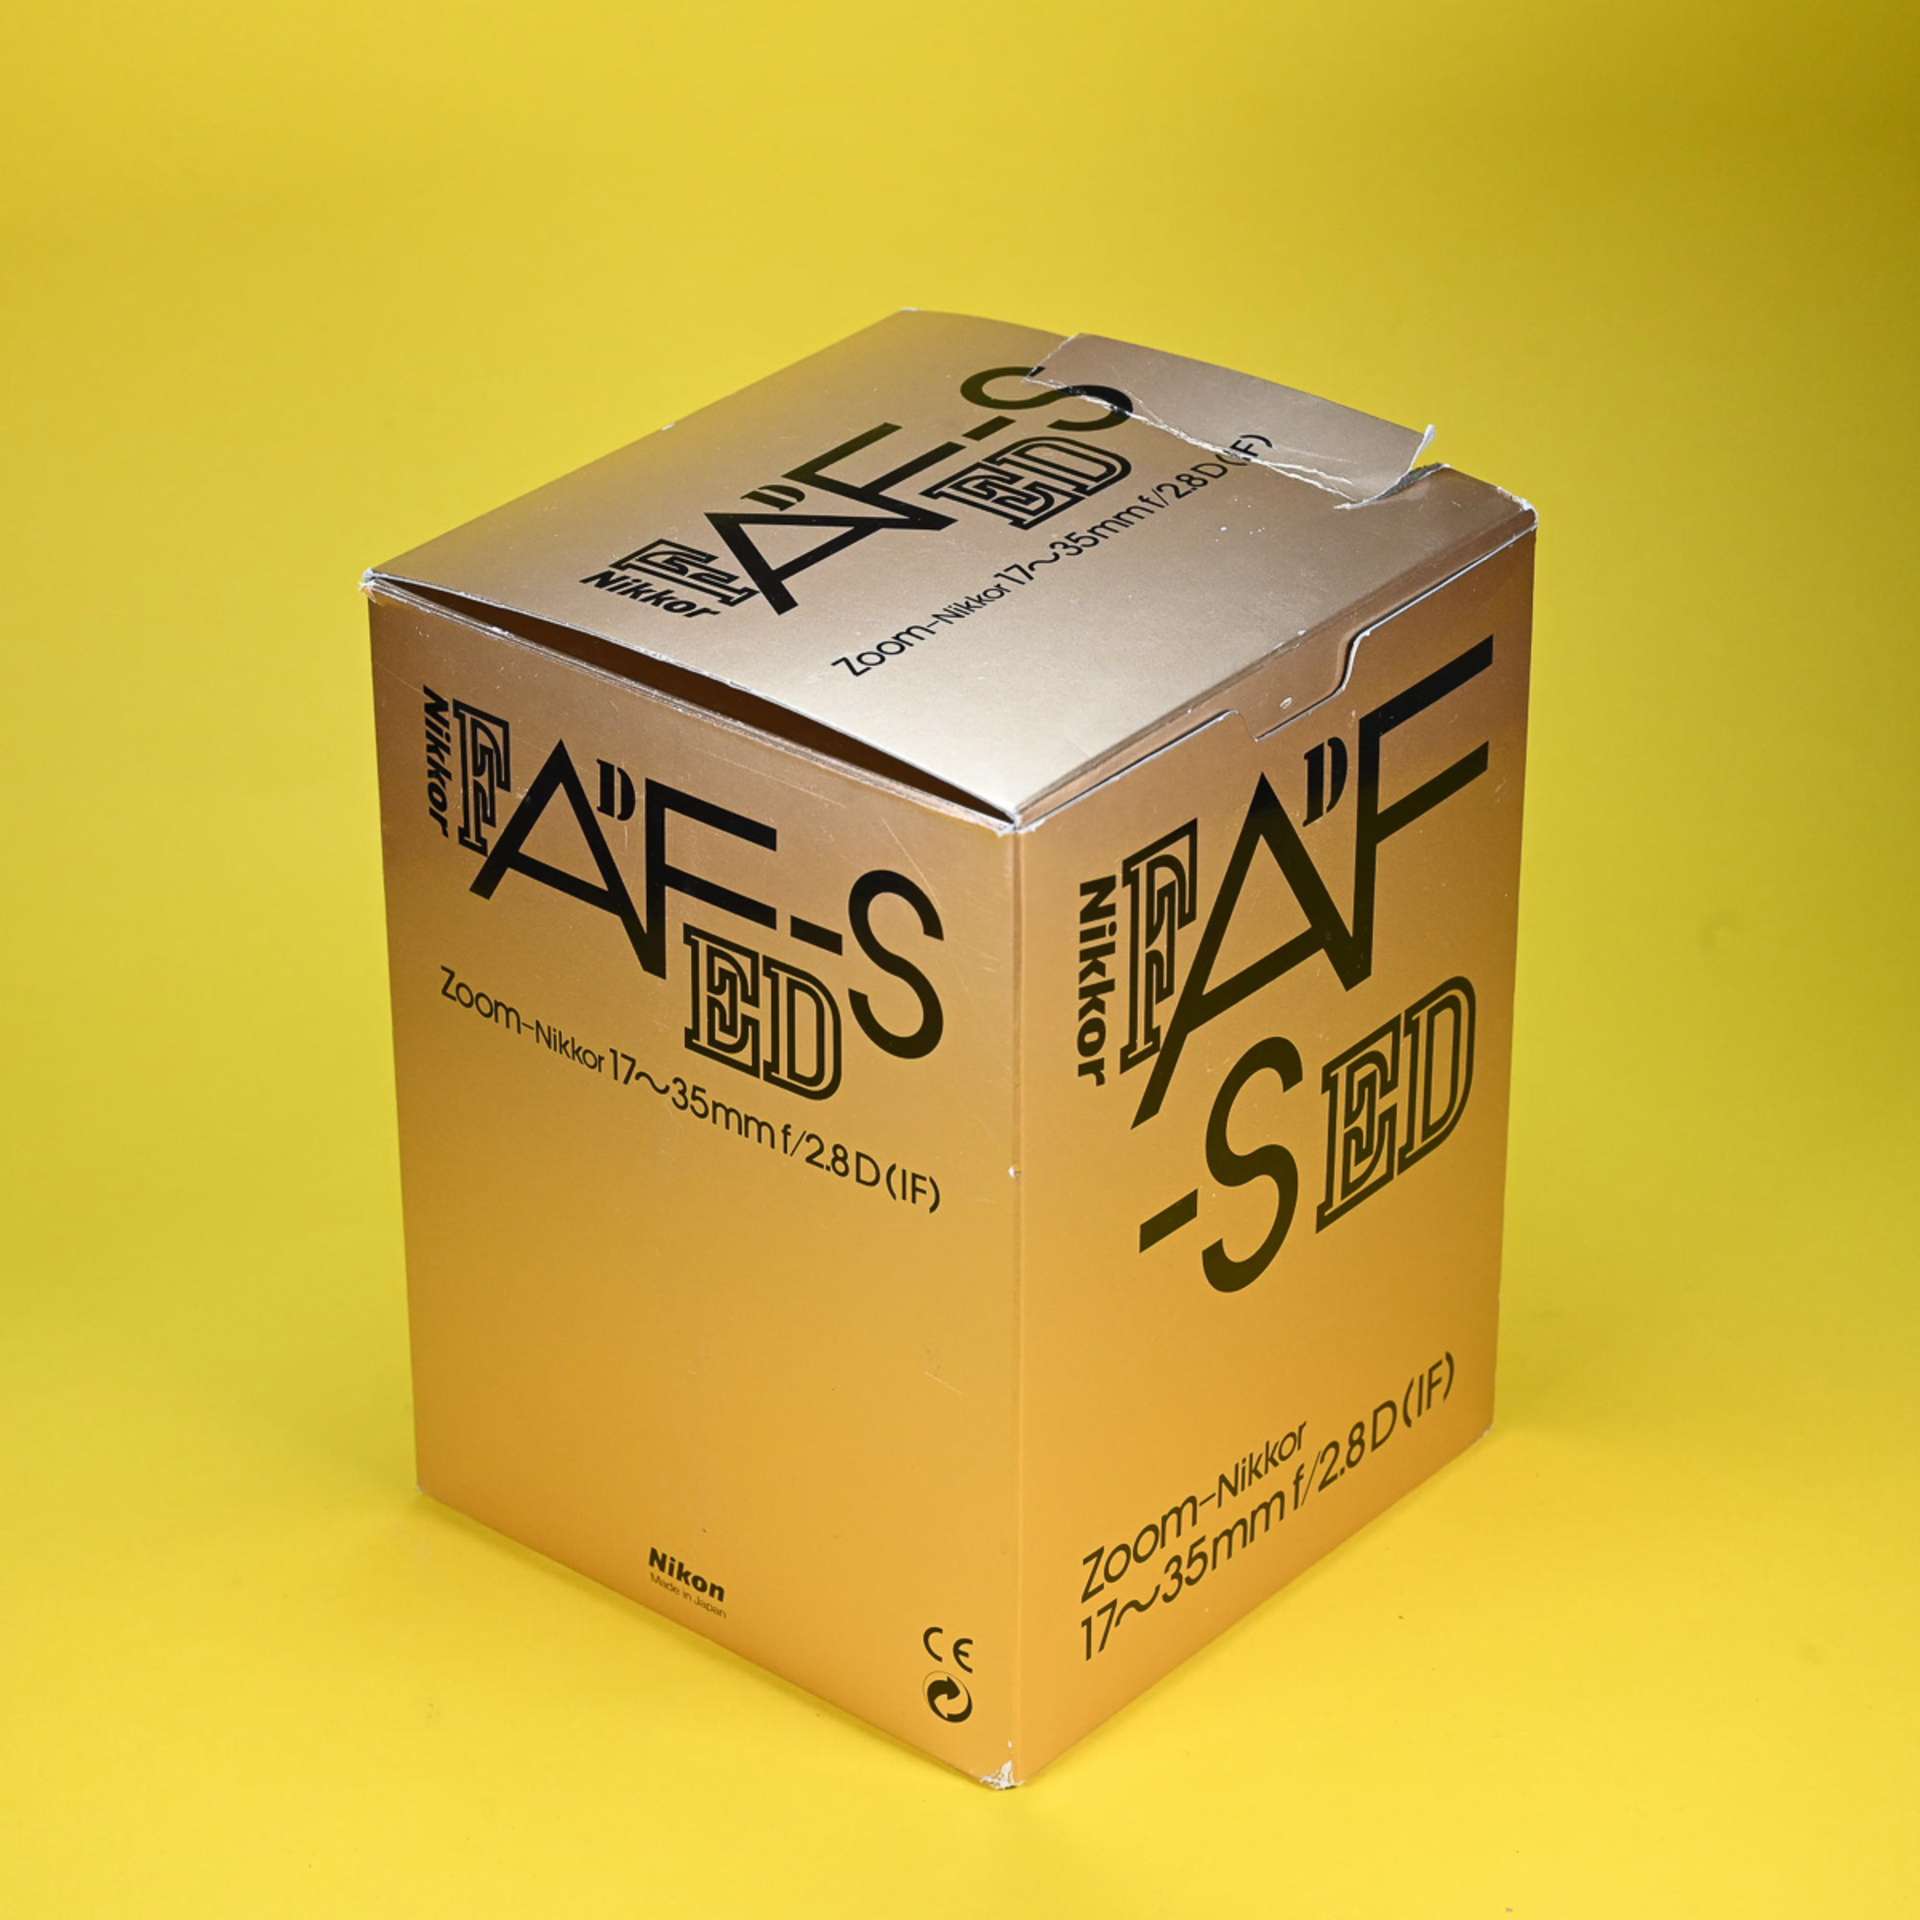 Nikkor F AF D -S
ED
Zoom-Nikkor 17~35mm f/2.8D (IF)
Nikkor F AF D -S
ED
Zoom-Nikkor 17~35mm f/2.8D (IF)
Nikon
Made in Japan
CE
Nikkor F AF D
-S ED
Zoom-Nikkor
17~35mm f/2.8D (IF)